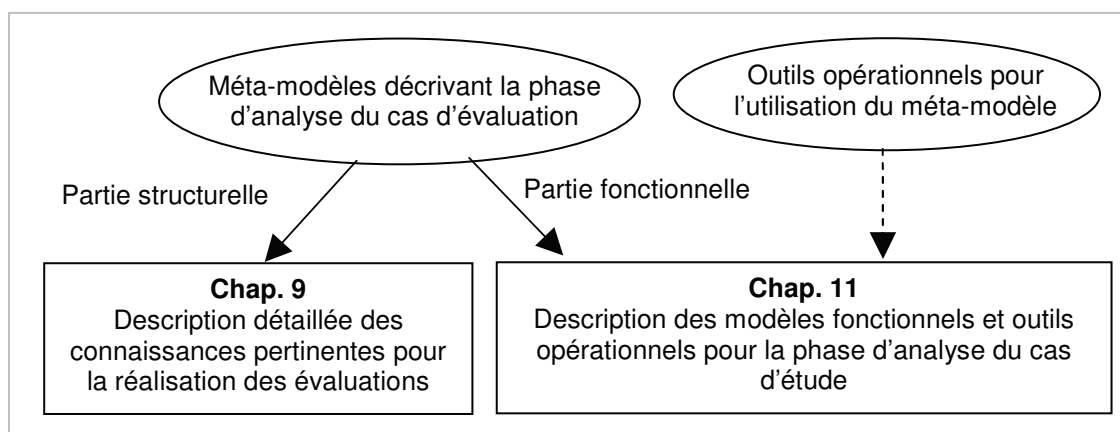 Méta-modèles décrivant la phase
d'analyse du cas d'évaluation
Outils opérationnels pour
l'utilisation du méta-modèle
Partie structurelle
Partie fonctionnelle
Chap. 9
Description détaillée des
connaissances pertinentes pour
la réalisation des évaluations
Chap. 11
Description des modèles fonctionnels et outils
opérationnels pour la phase d'analyse du cas
d'étude